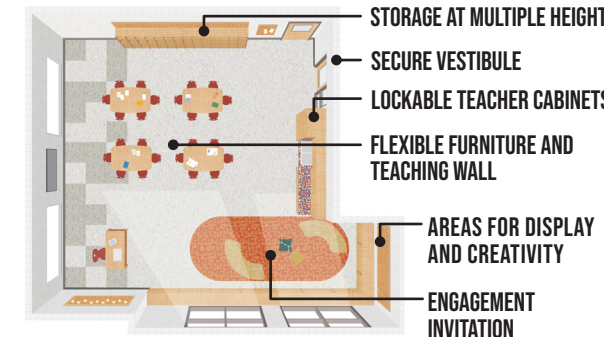 STORAGE AT MULTIPLE HEIGHT
SECURE VESTIBULE
LOCKABLE TEACHER CABINETS
FLEXIBLE FURNITURE AND
TEACHING WALL
AREAS FOR DISPLAY
AND CREATIVITY
ENGAGEMENT
INVITATION